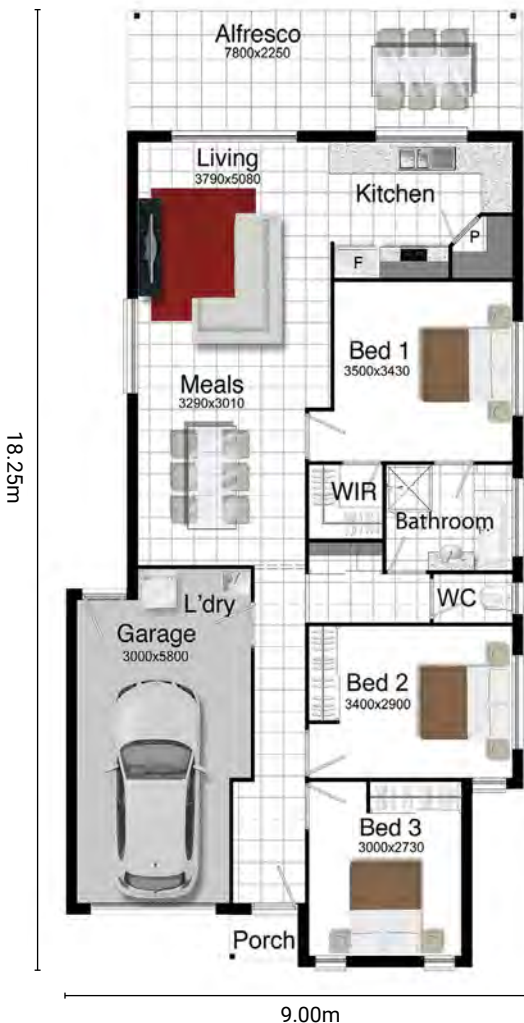 Alfresco
7800x2250
Living
3790x5080
Kitchen
P
F
Bed 1
3500x3430
Meals
3290x3010
18.25m
WIR
Bathroom
L'dry
WC
Garage
3000x5800
Bed 2
3400x2900
Bed 3
3000x2730
Porch
9.00m